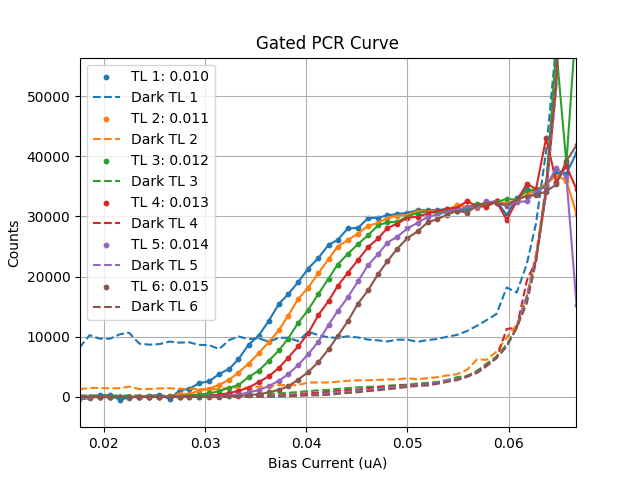 Gated PCR Curve
50000
40000
30000
20000
10000
0
Counts
TL 1: 0.010
Dark TL 1
TL 2: 0.011
Dark TL 2
TL 3: 0.012
Dark TL 3
TL 4: 0.013
Dark TL 4
TL 5: 0.014
Dark TL 5
TL 6: 0.015
Dark TL 6
0.02 0.03 0.04 0.05 0.06
Bias Current (uA)